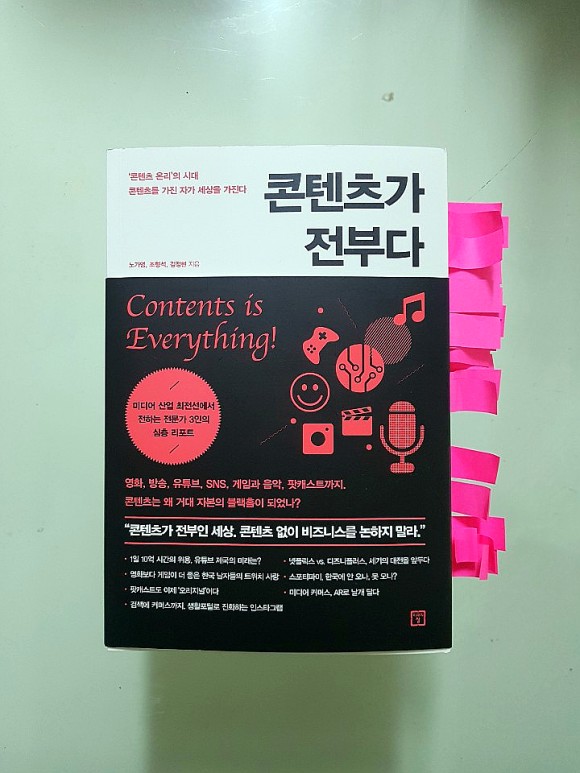 '콘텐츠 온리'의 시대
콘텐츠를 가진 자가 세상을 가진다
콘텐츠가
전부다
노가영, 조형석, 김정현 지음
Contents is
Everything!
미디어 산업 최전선에서
전하는 전문가 3인의
심층 리포트
영화, 방송, 유튜브, SNS, 게임과 음악, 팟캐스트까지.
콘텐츠는 왜 거대 자본의 블랙홀이 되었나?
"콘텐츠가 전부인 세상, 콘텐츠 없이 비즈니스를 논하지 말라."
• 1일 10억 시간의 위용, 유튜브 제국의 미래는?
• 영화보다 게임이 더 좋은 한국 남자들의 트위치 사랑
• 팟캐스트도 이제 '오리지널'이다
• 검색에 커머스까지, 생활포털로 진화하는 인스타그램
• 넷플릭스 vs. 디즈니플러스, 세기의 대전을 앞두다
• 스포티파이, 한국에 안 오나, 못 오나?
• 미디어 커머스, AR로 날개 달다